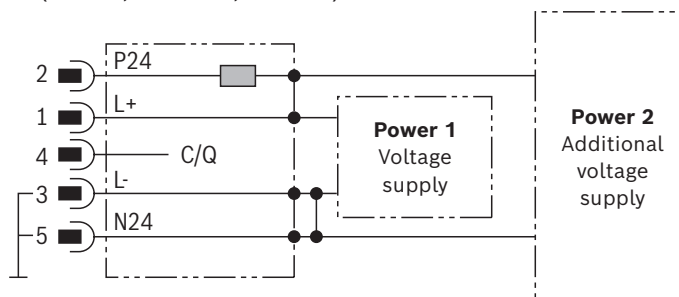 2
P24
1
L+
4
C/Q
3
L-
5
N24
Power 1
Voltage
supply
Power 2
Additional
voltage
supply